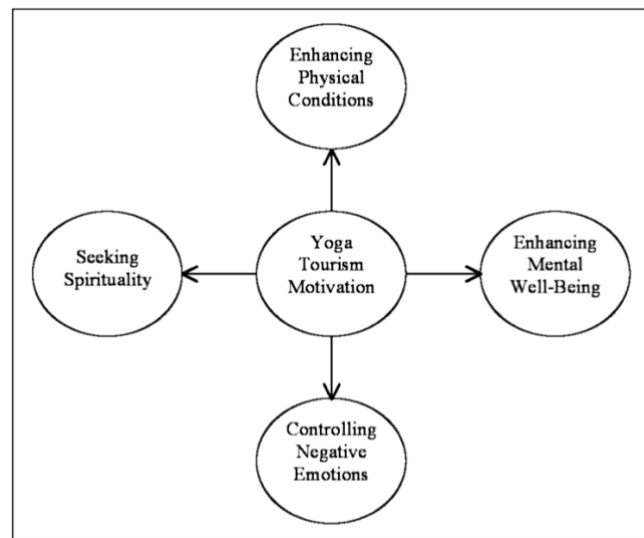 Enhancing
Physical
Conditions
Seeking
Spirituality
Yoga
Tourism
Motivation
Enhancing
Mental
Well-Being
Controlling
Negative
Emotions